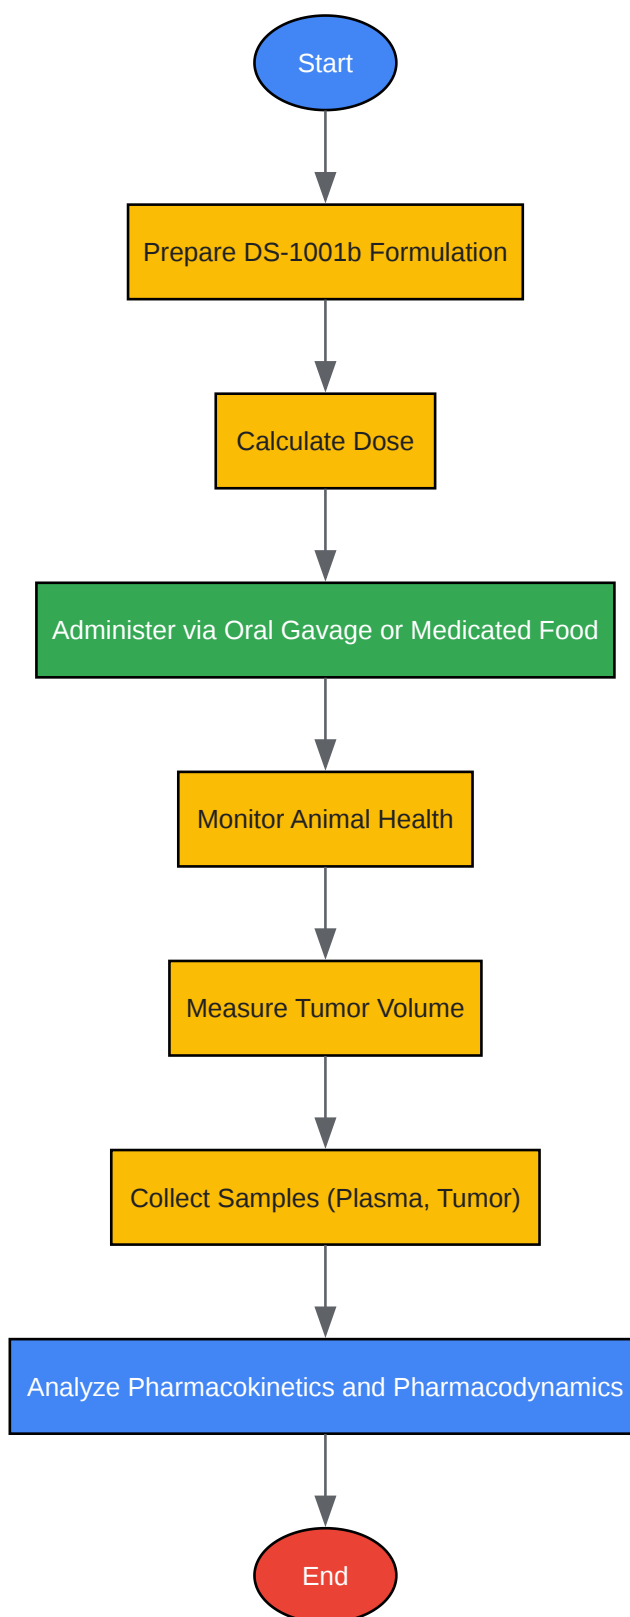 Start
Prepare DS-1001b Formulation
Calculate Dose
Administer via Oral Gavage or Medicated Food
Monitor Animal Health
Measure Tumor Volume
Collect Samples (Plasma, Tumor)
Analyze Pharmacokinetics and Pharmacodynamics
End